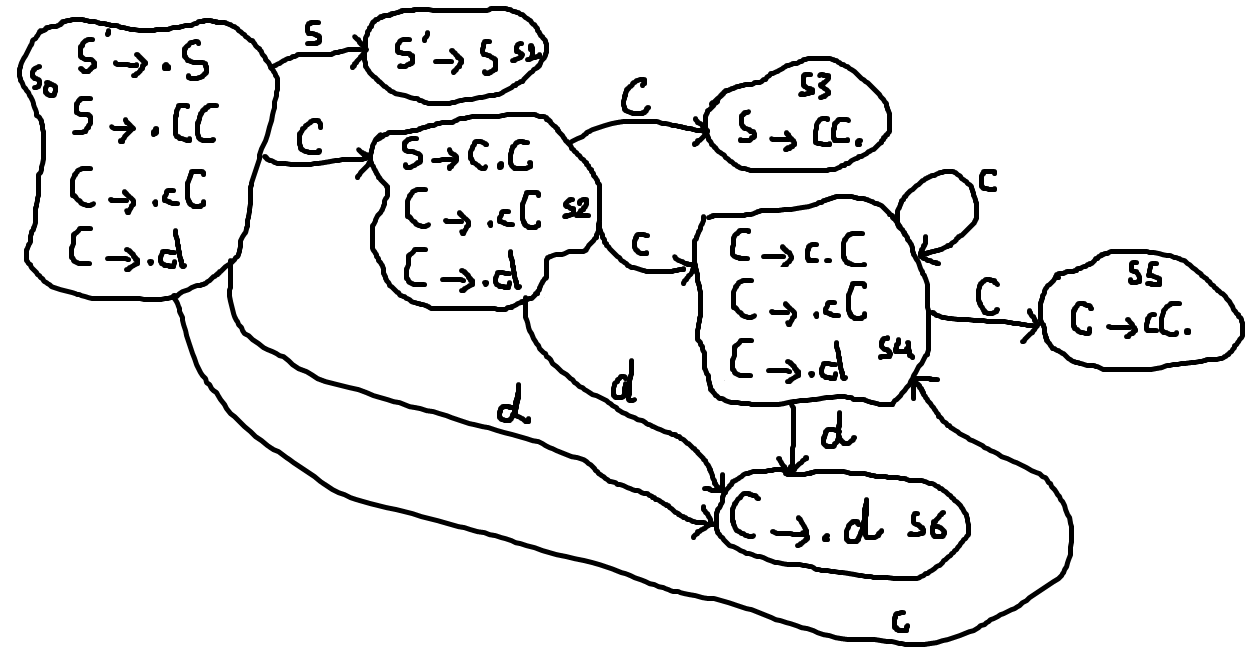 S' → . S
S0
S → . CC
C → . cC
C → . d
S
S' → S S1
C
S → C . C
C → . cC S2
C → . d
C
S3
S → CC .
c
C → c . C
C → . cC
C → . d S4
c
C
S5
C → cC .
d
d
d
C → . d S6
c